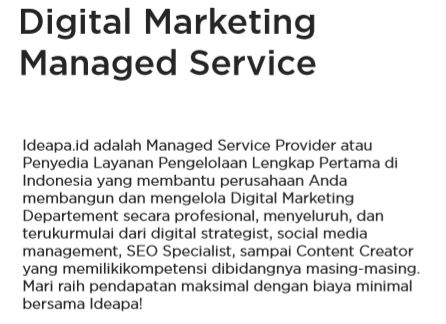 Digital Marketing
Managed Service
Ideapa.id adalah Managed Service Provider atau
Penyedia Layanan Pengelolaan Lengkap Pertama di
Indonesia yang membantu perusahaan Anda
membangun dan mengelola Digital Marketing
Departement secara profesional, menyeluruh, dan
terukurmulai dari digital strategist, social media
management, SEO Specialist, sampai Content Creator
yang memilikikompetensi dibidangnya masing-masing.
Mari raih pendapatan maksimal dengan biaya minimal
bersama Ideapa!